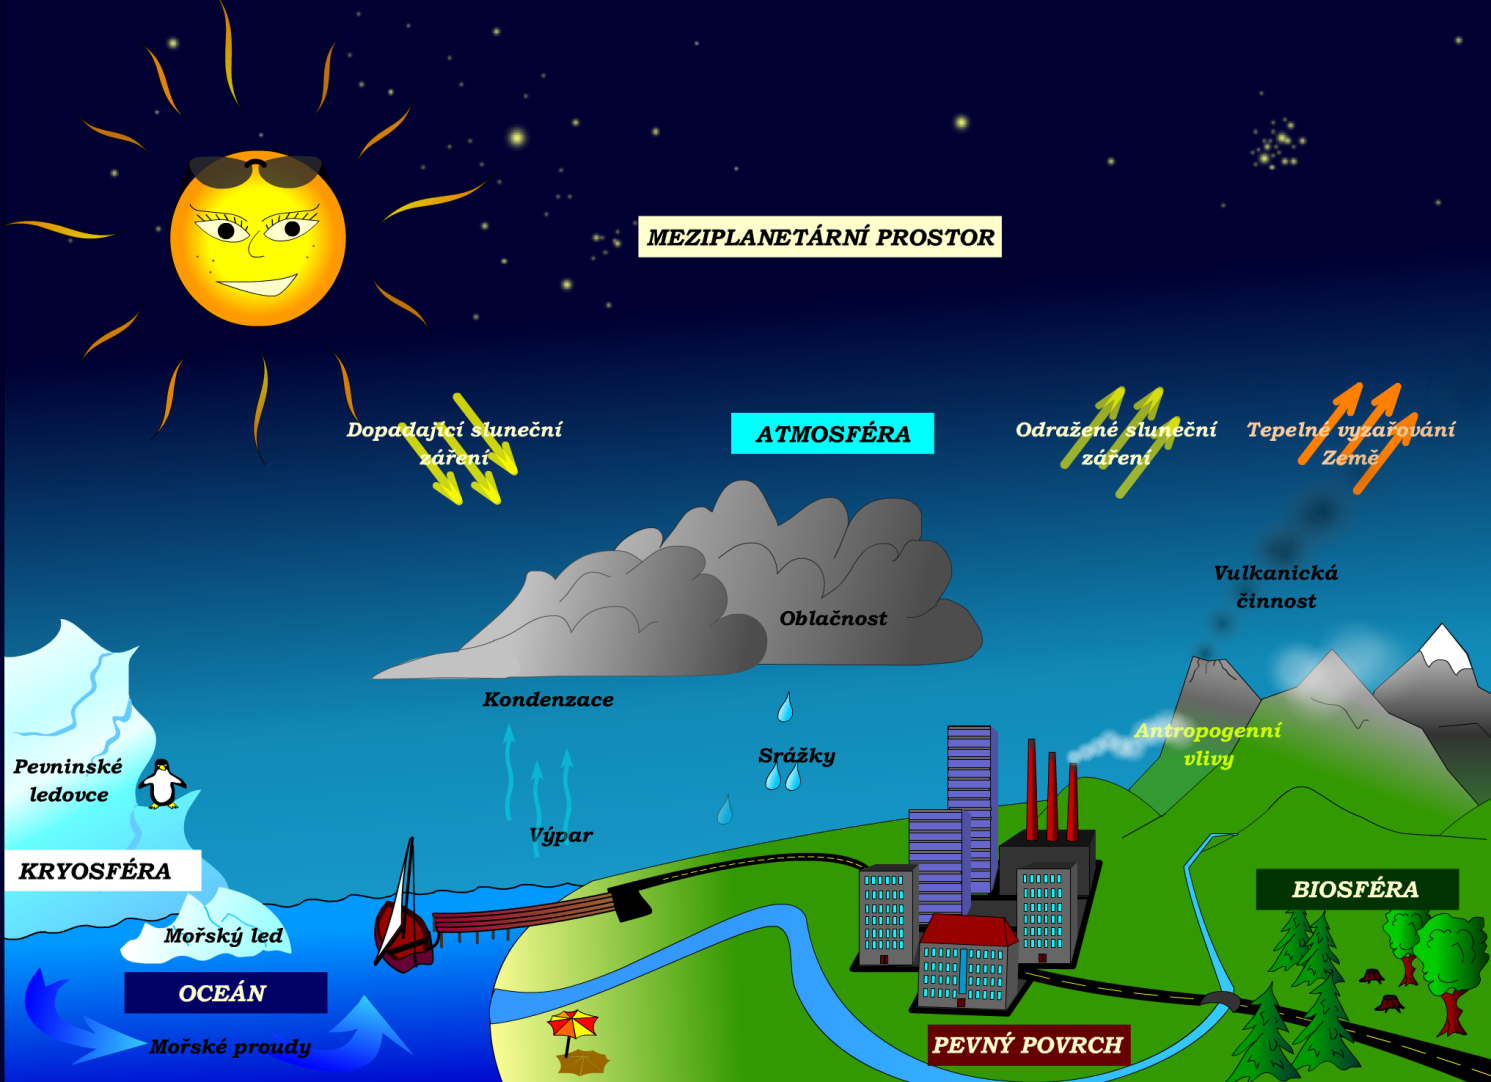 MEZIPLANETÁRNÍ PROSTOR
Dopadající sluneční
záření
ATMOSFÉRA
Odražené sluneční
záření
Tepelné vyzařování
Země
Vulkanická
činnost
Oblačnost
Kondenzace
Srážky
Antropogenní
vlivy
Pevninské
ledovce
Výpar
KRYOSFÉRA
BIOSFÉRA
Mořský led
OCEÁN
Mořské proudy
PEVNÝ POVRCH